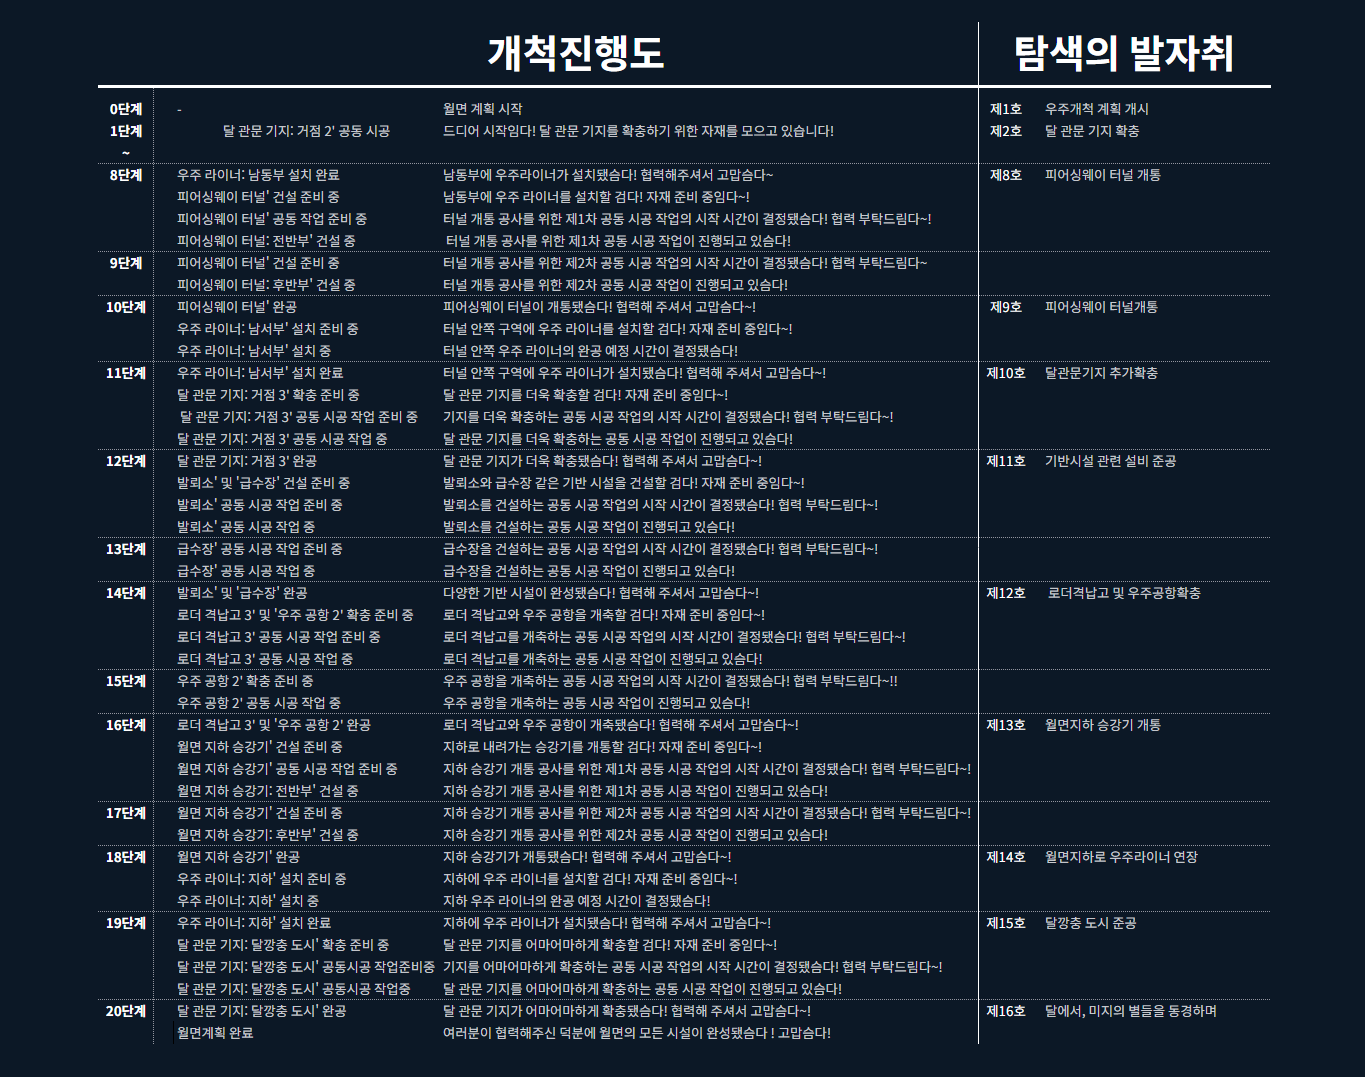 개척진행도 탐색의 발자취
0단계 - 월면 계획 시작 제1호 우주개척 계획 개시
1단계 달 관문 기지: 거점 2' 공동 시공 드디어 시작임다! 달 관문 기지를 확충하기 위한 자재를 모으고 있습니다! 제2호 달 관문 기지 확충
~
8단계 우주 라이너: 남동부 설치 완료 남동부에 우주라이너가 설치됐슴다! 협력해주셔서 고맙슴다~ 제8호 피어싱웨이 터널 개통
피어싱웨이 터널' 건설 준비 중 남동부에 우주 라이너를 설치할 검다! 자재 준비 중임다~!
피어싱웨이 터널' 공동 작업 준비 중 터널 개통 공사를 위한 제1차 공동 시공 작업의 시작 시간이 결정됐슴다! 협력 부탁드림다~!
피어싱웨이 터널: 전반부' 건설 중 터널 개통 공사를 위한 제1차 공동 시공 작업이 진행되고 있슴다!
9단계 피어싱웨이 터널' 건설 준비 중 터널 개통 공사를 위한 제2차 공동 시공 작업의 시작 시간이 결정됐슴다! 협력 부탁드림다~
피어싱웨이 터널: 후반부' 건설 중 터널 개통 공사를 위한 제2차 공동 시공 작업이 진행되고 있슴다!
10단계 피어싱웨이 터널' 완공 피어싱웨이 터널이 개통됐슴다! 협력해 주셔서 고맙슴다~! 제9호 피어싱웨이 터널개통
우주 라이너: 남서부' 설치 준비 중 터널 안쪽 구역에 우주 라이너를 설치할 검다! 자재 준비 중임다~!
우주 라이너: 남서부' 설치 중 터널 안쪽 우주 라이너의 완공 예정 시간이 결정됐슴다!
11단계 우주 라이너: 남서부' 설치 완료 터널 안쪽 구역에 우주 라이너가 설치됐슴다! 협력해 주셔서 고맙슴다~! 제10호 달관문기지 추가확충
달 관문 기지: 거점 3' 확충 준비 중 달 관문 기지를 더욱 확충할 검다! 자재 준비 중임다~!
달 관문 기지: 거점 3' 공동 시공 작업 준비 중 기지를 더욱 확충하는 공동 시공 작업의 시작 시간이 결정됐슴다! 협력 부탁드림다~!
달 관문 기지: 거점 3' 공동 시공 작업 중 달 관문 기지를 더욱 확충하는 공동 시공 작업이 진행되고 있슴다!
12단계 달 관문 기지: 거점 3' 완공 달 관문 기지가 더욱 확충됐슴다! 협력해 주셔서 고맙슴다~! 제11호 기반시설 관련 설비 준공
발뢰소' 및 '급수장' 건설 준비 중 발뢰소와 급수장 같은 기반 시설을 건설할 검다! 자재 준비 중임다~!
발뢰소' 공동 시공 작업 준비 중 발뢰소를 건설하는 공동 시공 작업의 시작 시간이 결정됐슴다! 협력 부탁드림다~!
발뢰소' 공동 시공 작업 중 발뢰소를 건설하는 공동 시공 작업이 진행되고 있슴다!
13단계 급수장' 공동 시공 작업 준비 중 급수장을 건설하는 공동 시공 작업의 시작 시간이 결정됐슴다! 협력 부탁드림다~!
급수장' 공동 시공 작업 중 급수장을 건설하는 공동 시공 작업이 진행되고 있슴다!
14단계 발뢰소' 및 '급수장' 완공 다양한 기반 시설이 완성됐슴다! 협력해 주셔서 고맙슴다~! 제12호 로더격납고 및 우주공항확충
로더 격납고 3' 및 '우주 공항 2' 확충 준비 중 로더 격납고와 우주 공항을 개축할 검다! 자재 준비 중임다~!
로더 격납고 3' 공동 시공 작업 준비 중 로더 격납고를 개축하는 공동 시공 작업의 시작 시간이 결정됐슴다! 협력 부탁드림다~!
로더 격납고 3' 공동 시공 작업 중 로더 격납고를 개축하는 공동 시공 작업이 진행되고 있슴다!
15단계 우주 공항 2' 확충 준비 중 우주 공항을 개축하는 공동 시공 작업의 시작 시간이 결정됐슴다! 협력 부탁드림다~!!
우주 공항 2' 공동 시공 작업 중 우주 공항을 개축하는 공동 시공 작업이 진행되고 있슴다!
16단계 로더 격납고 3' 및 '우주 공항 2' 완공 로더 격납고와 우주 공항이 개축됐슴다! 협력해 주셔서 고맙슴다~! 제13호 월면지하 승강기 개통
월면 지하 승강기' 건설 준비 중 지하로 내려가는 승강기를 개통할 검다! 자재 준비 중임다~!
월면 지하 승강기' 공동 시공 작업 준비 중 지하 승강기 개통 공사를 위한 제1차 공동 시공 작업의 시작 시간이 결정됐슴다! 협력 부탁드림다~!
월면 지하 승강기: 전반부' 건설 중 지하 승강기 개통 공사를 위한 제1차 공동 시공 작업이 진행되고 있슴다!
17단계 월면 지하 승강기' 건설 준비 중 지하 승강기 개통 공사를 위한 제2차 공동 시공 작업의 시작 시간이 결정됐슴다! 협력 부탁드림다~!
월면 지하 승강기: 후반부' 건설 중 지하 승강기 개통 공사를 위한 제2차 공동 시공 작업이 진행되고 있슴다!
18단계 월면 지하 승강기' 완공 지하 승강기가 개통됐슴다! 협력해 주셔서 고맙슴다~! 제14호 월면지하로 우주라이너 연장
우주 라이너: 지하' 설치 준비 중 지하에 우주 라이너를 설치할 검다! 자재 준비 중임다~!
우주 라이너: 지하' 설치 중 지하 우주 라이너의 완공 예정 시간이 결정됐슴다!
19단계 우주 라이너: 지하' 설치 완료 지하에 우주 라이너가 설치됐슴다! 협력해 주셔서 고맙슴다~! 제15호 달깡충 도시 준공
달 관문 기지: 달깡충 도시' 확충 준비 중 달 관문 기지를 어마어마하게 확충할 검다! 자재 준비 중임다~!
달 관문 기지: 달깡충 도시' 공동시공 작업준비중 기지를 어마어마하게 확충하는 공동 시공 작업의 시작 시간이 결정됐슴다! 협력 부탁드림다~!
달 관문 기지: 달깡충 도시' 공동시공 작업중 달 관문 기지를 어마어마하게 확충하는 공동 시공 작업이 진행되고 있슴다!
20단계 달 관문 기지: 달깡충 도시' 완공 달 관문 기지가 어마어마하게 확충됐슴다! 협력해 주셔서 고맙슴다~! 제16호 달에서, 미지의 별들을 동경하며
월면계획 완료 여러분이 협력해주신 덕분에 월면의 모든 시설이 완성됐슴다 ! 고맙슴다!